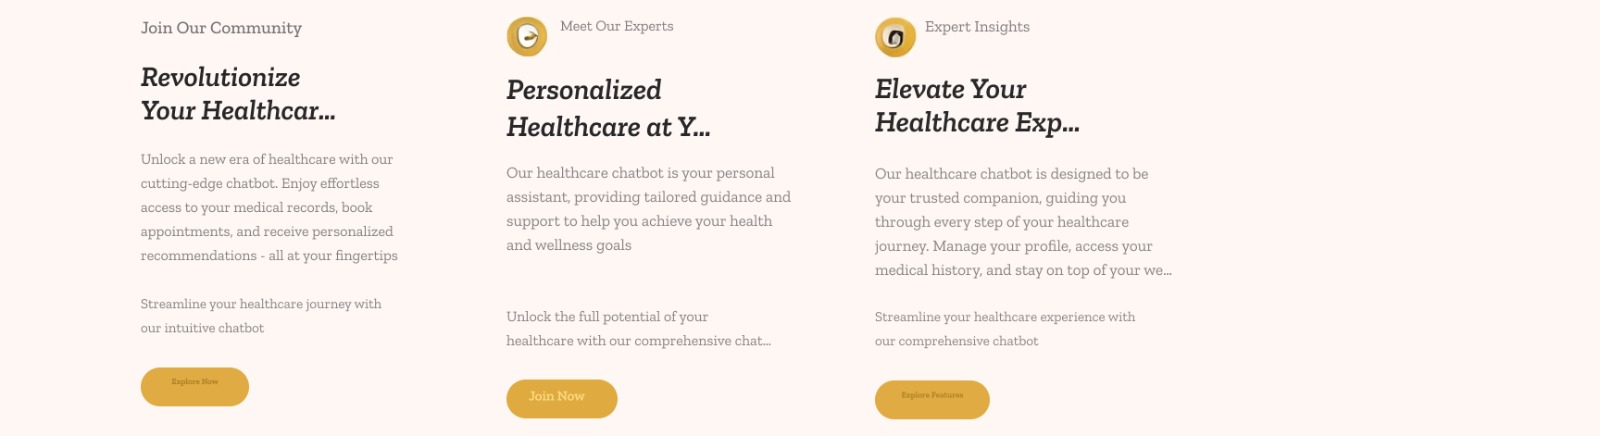 Join Our Community
Revolutionize
Your Healthcar...
Unlock a new era of healthcare with our
cutting-edge chatbot. Enjoy effortless
access to your medical records, book
appointments, and receive personalized
recommendations - all at your fingertips
Streamline your healthcare journey with
our intuitive chatbot
Explore Now
Meet Our Experts
Personalized
Healthcare at Y...
Our healthcare chatbot is your personal
assistant, providing tailored guidance and
support to help you achieve your health
and wellness goals
Unlock the full potential of your
healthcare with our comprehensive chat...
Join Now
Expert Insights
Elevate Your
Healthcare Exp...
Our healthcare chatbot is designed to be
your trusted companion, guiding you
through every step of your healthcare
journey. Manage your profile, access your
medical history, and stay on top of your we...
Streamline your healthcare experience with
our comprehensive chatbot
Explore Features